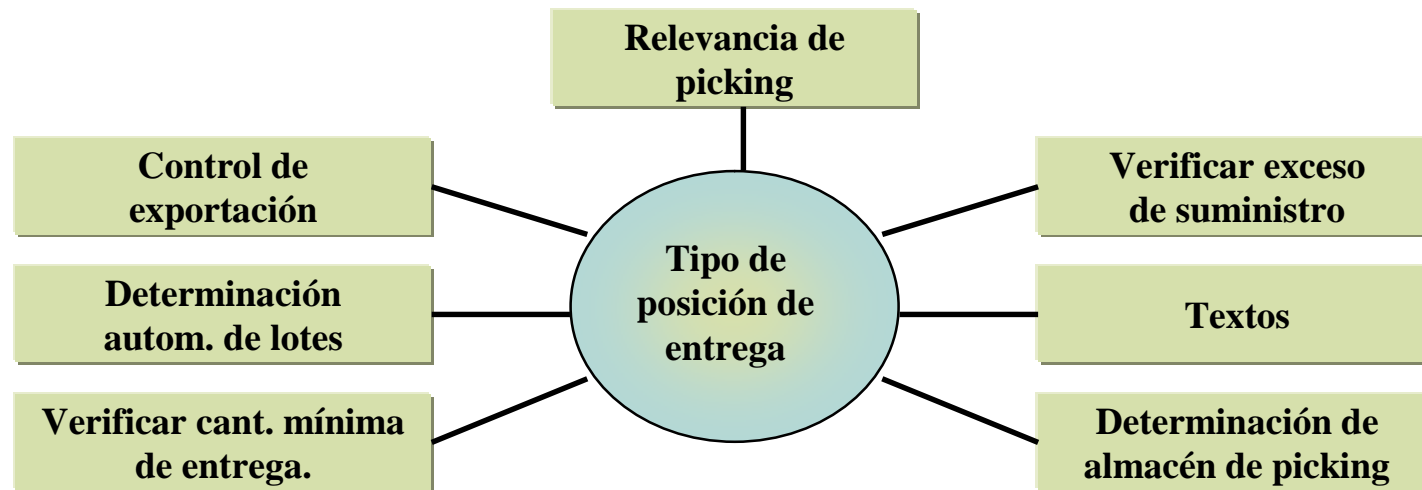 Relevancia de
picking
Control de
exportación
Verificar exceso
de suministro
Tipo de
posición de
entrega
Determinación
autom. de lotes
Textos
Verificar cant. mínima
de entrega.
Determinación de
almacén de picking